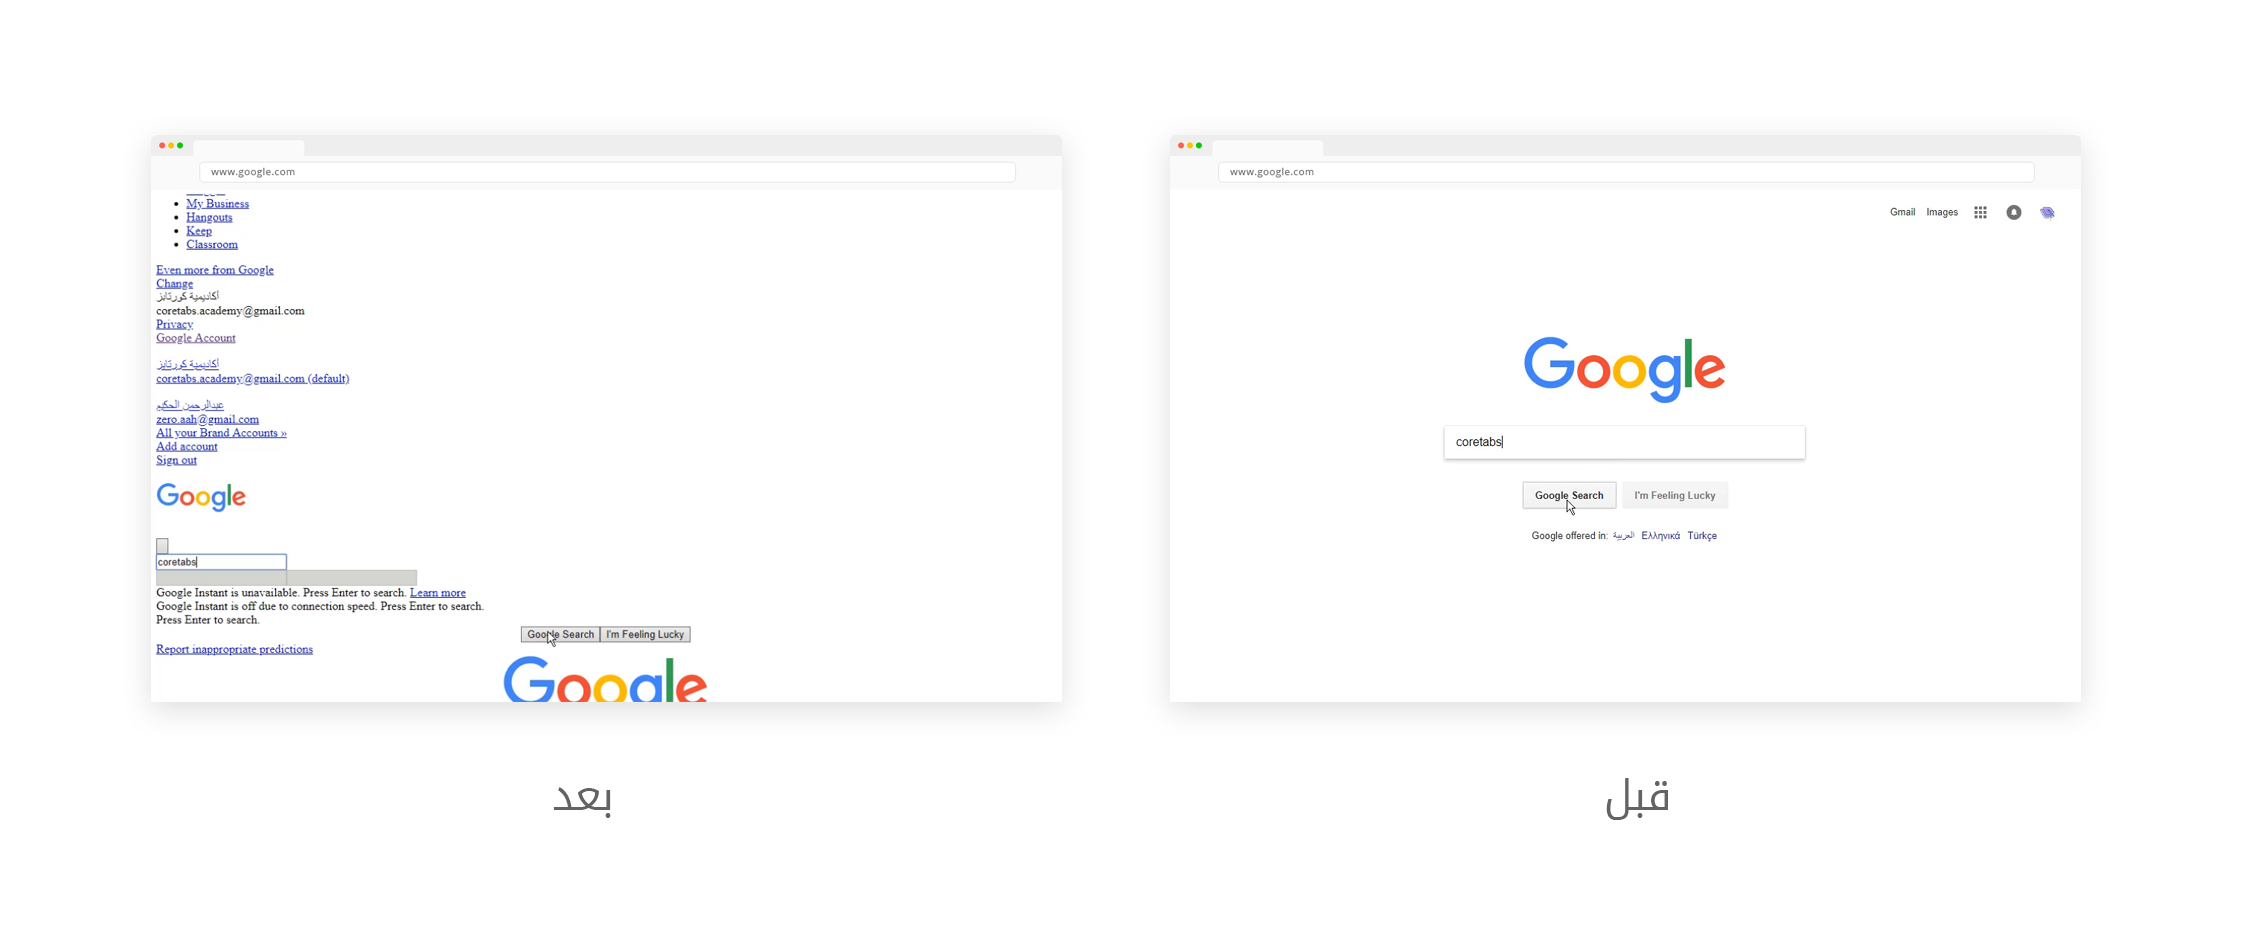 www.google.com
My Business
Hangouts
Keep
Classroom
Even more from Google
Change
أكاديمية كورتابز
coretabs.academy@gmail.com
Privacy
Google Account
أكاديمية كورتابز
coretabs.academy@gmail.com (default)
عبدالرحمن الحكيم
zero.aah@gmail.com
All your Brand Accounts »
Add account
Sign out
Google
coretabs
Google Instant is unavailable. Press Enter to search. Learn more
Google Instant is off due to connection speed. Press Enter to search.
Press Enter to search.
Google Search I'm Feeling Lucky
Report inappropriate predictions
Google
بعد
www.google.com
Gmail Images
Google
coretabs
Google Search I'm Feeling Lucky
Google offered in: العربية Ελληνικά Türkçe
قبل